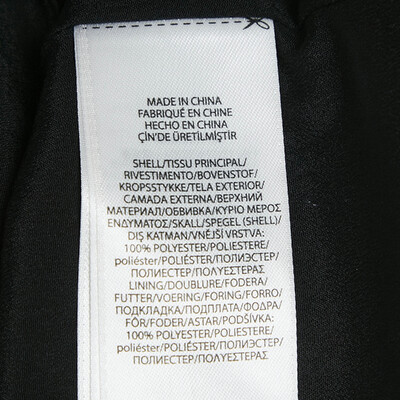 MADE IN CHINA
FABRIQUÉ EN CHINE
HECHO EN CHINA
ÇİN'DE ÜRETİLMİŞTİR
SHELL/TISSU PRINCIPAL/
RIVESTIMENTO/BOVENSTOF/
KROPSSTYKKE/TELA EXTERIOR/
CAMADA EXTERNA/ВЕРХНИЙ
МАТЕРИАЛ/ОБВИВКА/ΚΥΡΙΟ ΜΕΡΟΣ
ΕΝΔΥΜΑΤΟΣ/SKALL/SPEGEL (SHELL)/
DIŞ KATMAN/VNĚJŠÍ VRSTVA:
100% POLYESTER/POLIESTERE/
poliéster/POLIÉSTER/ПОЛИЭСТЕР/
ПОЛИЕСТЕР/ΠΟΛΥΕΣΤΕΡΑΣ
LINING/DOUBLURE/FODERA/
FUTTER/VOERING/FORING/FORRO/
ПОДКЛАДКА/ПОДПЛАТА/ΦΟΔΡΑ/
FÔR/FODER/ASTAR/PODŠÍVKA:
100% POLYESTER/POLIESTERE/
poliéster/POLIÉSTER/ПОЛИЭСТЕР/
ПОЛИЕСТЕР/ΠΟΛΥΕΣΤΕΡΑΣ